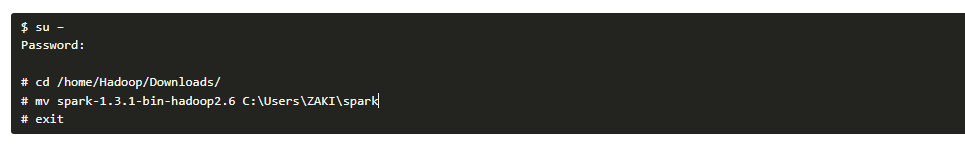 $ su –
Password:
# cd /home/Hadoop/Downloads/
# mv spark-1.3.1-bin-hadoop2.6 C:\Users\ZAKI\spark
# exit